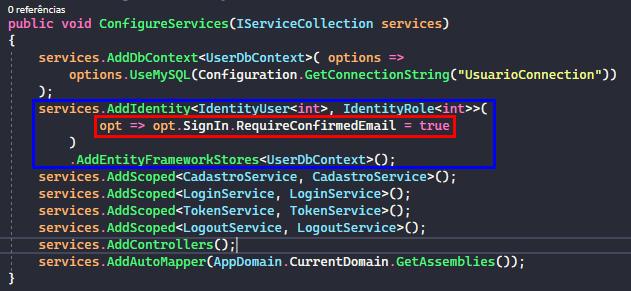 0 referências
public void ConfigureServices(IServiceCollection services)
{
services.AddDbContext<UserDbContext>( options =>
options.UseMySQL(Configuration.GetConnectionString("UsuarioConnection"))
);
services.AddIdentity<IdentityUser<int>, IdentityRole<int>>(
opt => opt.SignIn.RequireConfirmedEmail = true
)
.AddEntityFrameworkStores<UserDbContext>();
services.AddScoped<CadastroService, CadastroService>();
services.AddScoped<LoginService, LoginService>();
services.AddScoped<TokenService, TokenService>();
services.AddScoped<LogoutService, LogoutService>();
services.AddControllers();
services.AddAutoMapper(AppDomain.CurrentDomain.GetAssemblies());
}